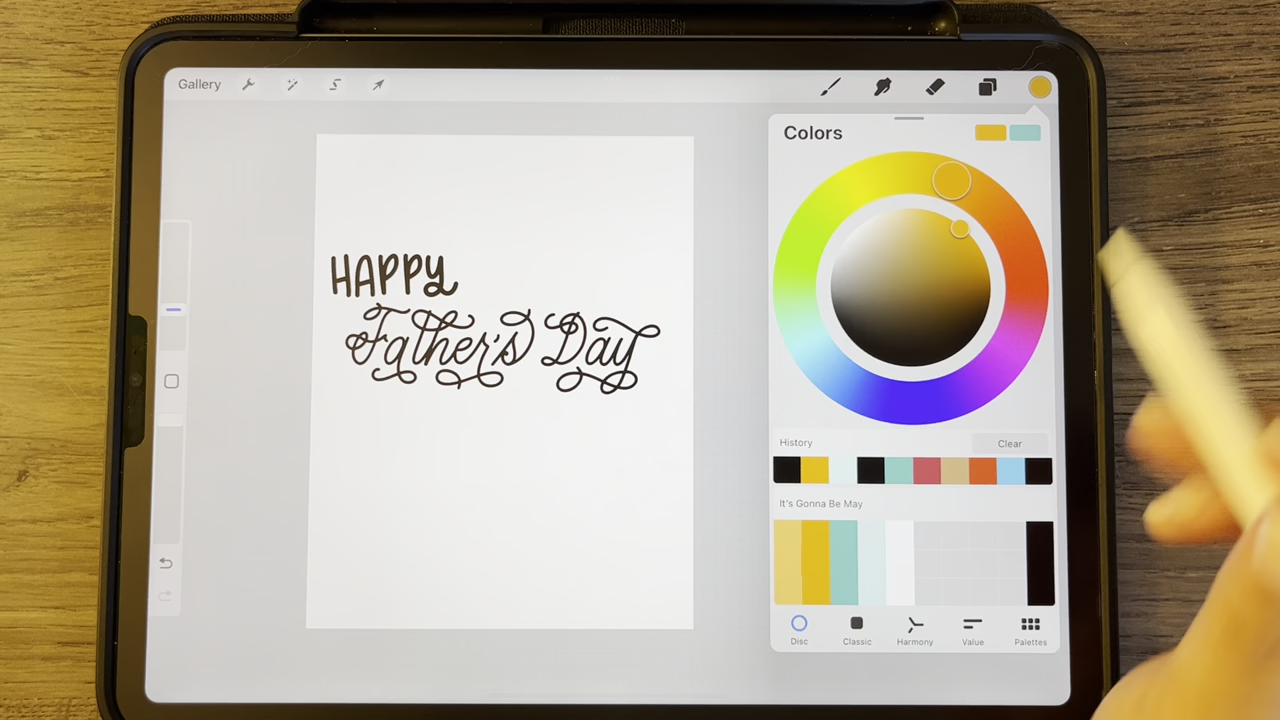 Gallery
Colors
HAPPY
Father's Day
History
Clear
It's Gonna Be May
Disc
Classic
Harmony
Value
Palettes